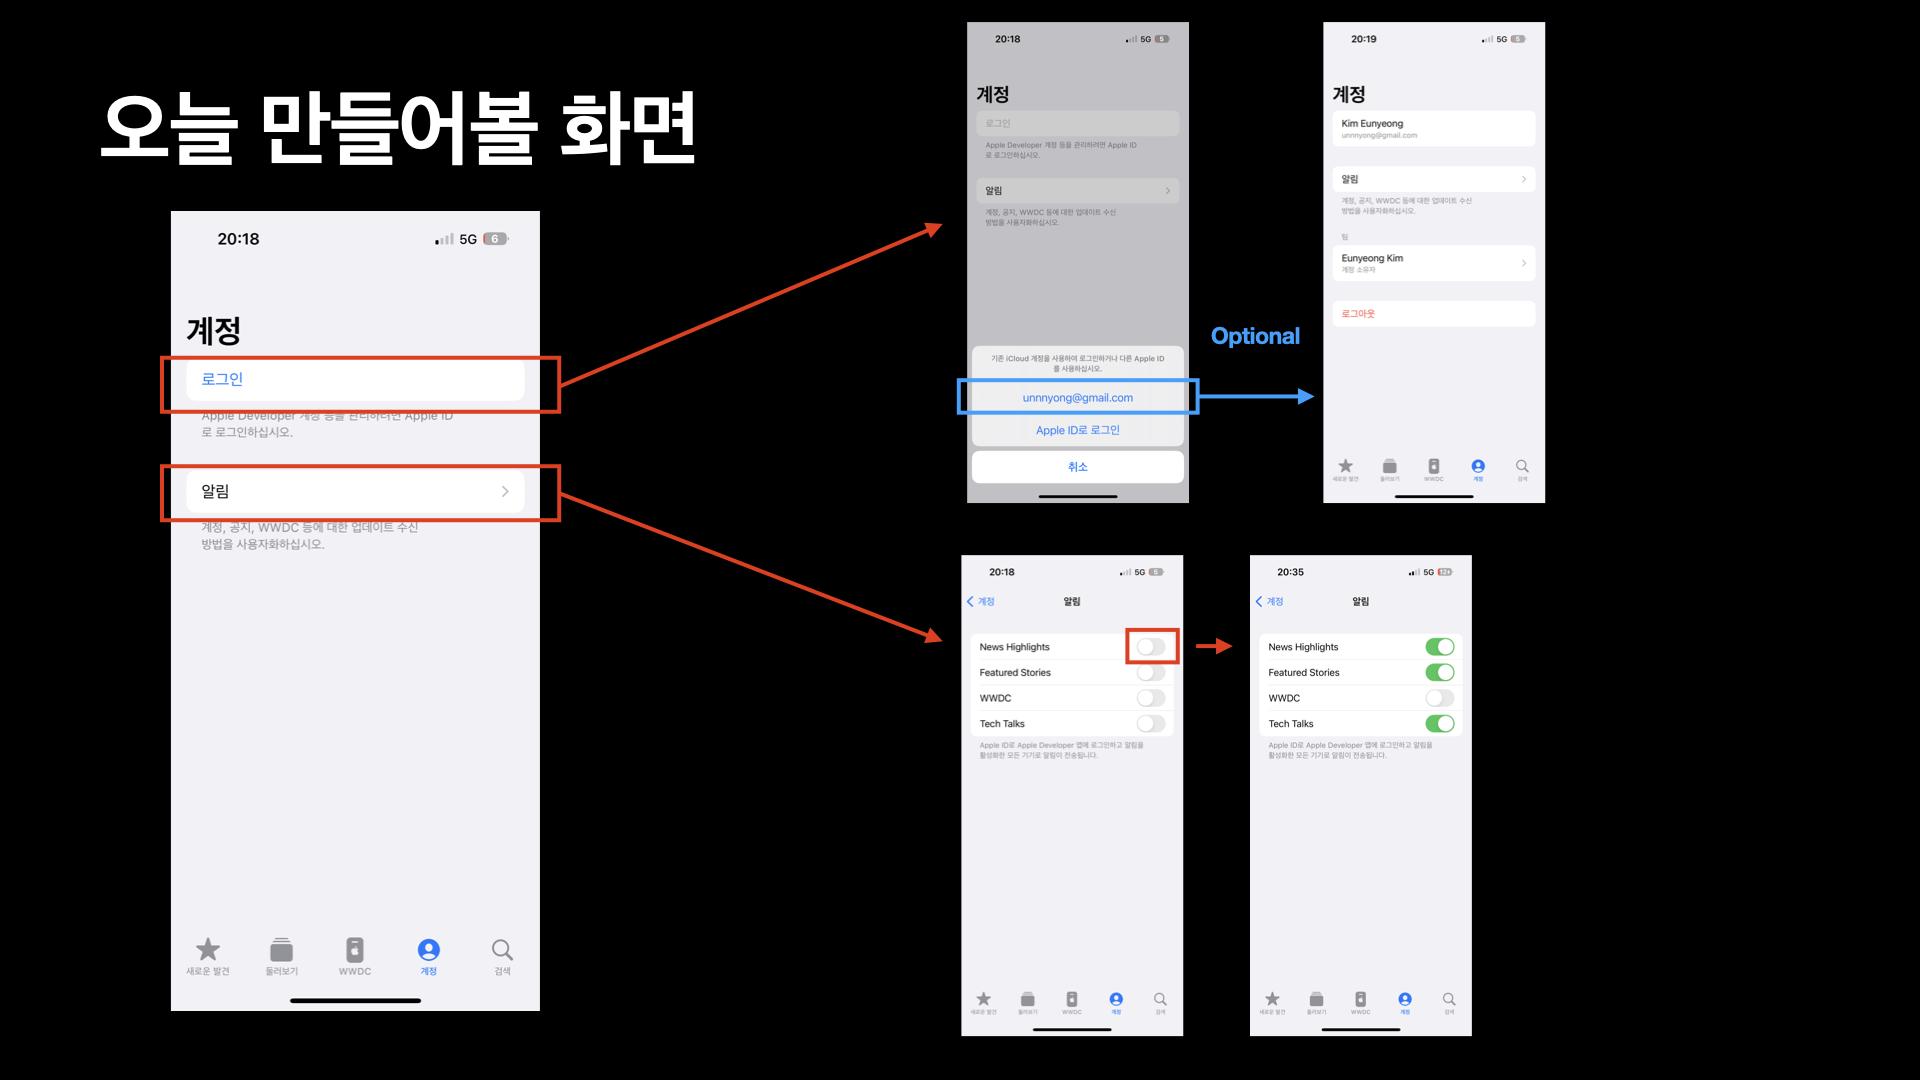 오늘 만들어볼 화면
20:18
5G
6
계정
로그인
Apple Developer 계정 등을 관리하려면 Apple ID
로 로그인하십시오.
알림
계정, 공지, WWDC 등에 대한 업데이트 수신
방법을 사용자화하십시오.
새로운 발견
둘러보기
WWDC
계정
검색
20:18
5G
5
계정
로그인
Apple Developer 계정 등을 관리하려면 Apple ID
로 로그인하십시오.
알림
계정, 공지, WWDC 등에 대한 업데이트 수신
방법을 사용자화하십시오.
기존 iCloud 계정을 사용하여 로그인하거나 다른 Apple ID
를 사용하십시오.
unnnyong@gmail.com
Apple ID로 로그인
취소
Optional
20:19
5G
5
계정
Kim Eunyeong
unnnyong@gmail.com
알림
계정, 공지, WWDC 등에 대한 업데이트 수신
방법을 사용자화하십시오.
팀
Eunyeong Kim
계정 소유자
로그아웃
새로운 발견
둘러보기
WWDC
계정
검색
20:18
5G
5
계정
알림
News Highlights
Featured Stories
WWDC
Tech Talks
Apple ID로 Apple Developer 앱에 로그인하고 알림을
활성화한 모든 기기로 알림이 전송됩니다.
새로운 발견
둘러보기
WWDC
계정
검색
20:35
5G
12
계정
알림
News Highlights
Featured Stories
WWDC
Tech Talks
Apple ID로 Apple Developer 앱에 로그인하고 알림을
활성화한 모든 기기로 알림이 전송됩니다.
새로운 발견
둘러보기
WWDC
계정
검색